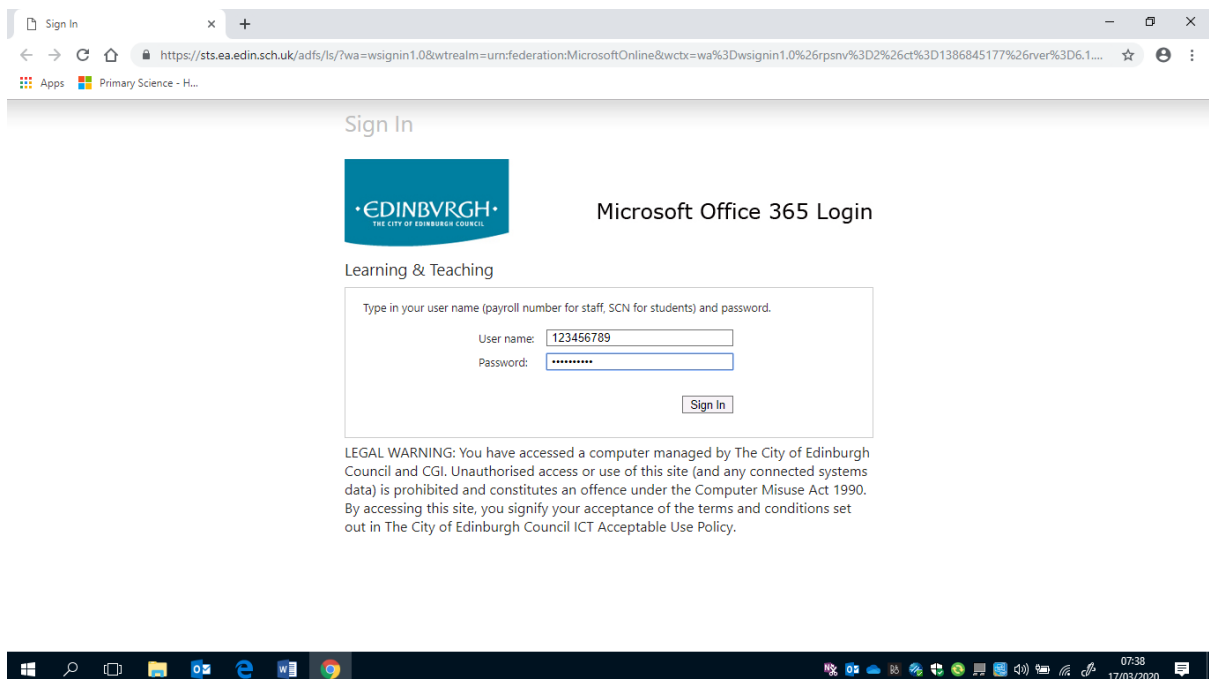 Sign In
https://sts.ea.edin.sch.uk/adfs/ls/?wa=wsignin1.0&wtrealm=urn:federation:MicrosoftOnline&wctx=wa%3Dwsignin1.0%26rpsnv%3D2%26ct%3D1386845177%26rver%3D6.1....
Apps Primary Science - H...
Sign In
·EDINBVRGH·
THE CITY OF EDINBURGH COUNCIL
Microsoft Office 365 Login
Learning & Teaching
Type in your user name (payroll number for staff, SCN for students) and password.
User name: 123456789
Password: ••••••••••
Sign In
LEGAL WARNING: You have accessed a computer managed by The City of Edinburgh
Council and CGI. Unauthorised access or use of this site (and any connected systems
data) is prohibited and constitutes an offence under the Computer Misuse Act 1990.
By accessing this site, you signify your acceptance of the terms and conditions set
out in The City of Edinburgh Council ICT Acceptable Use Policy.
07:38
17/03/2020